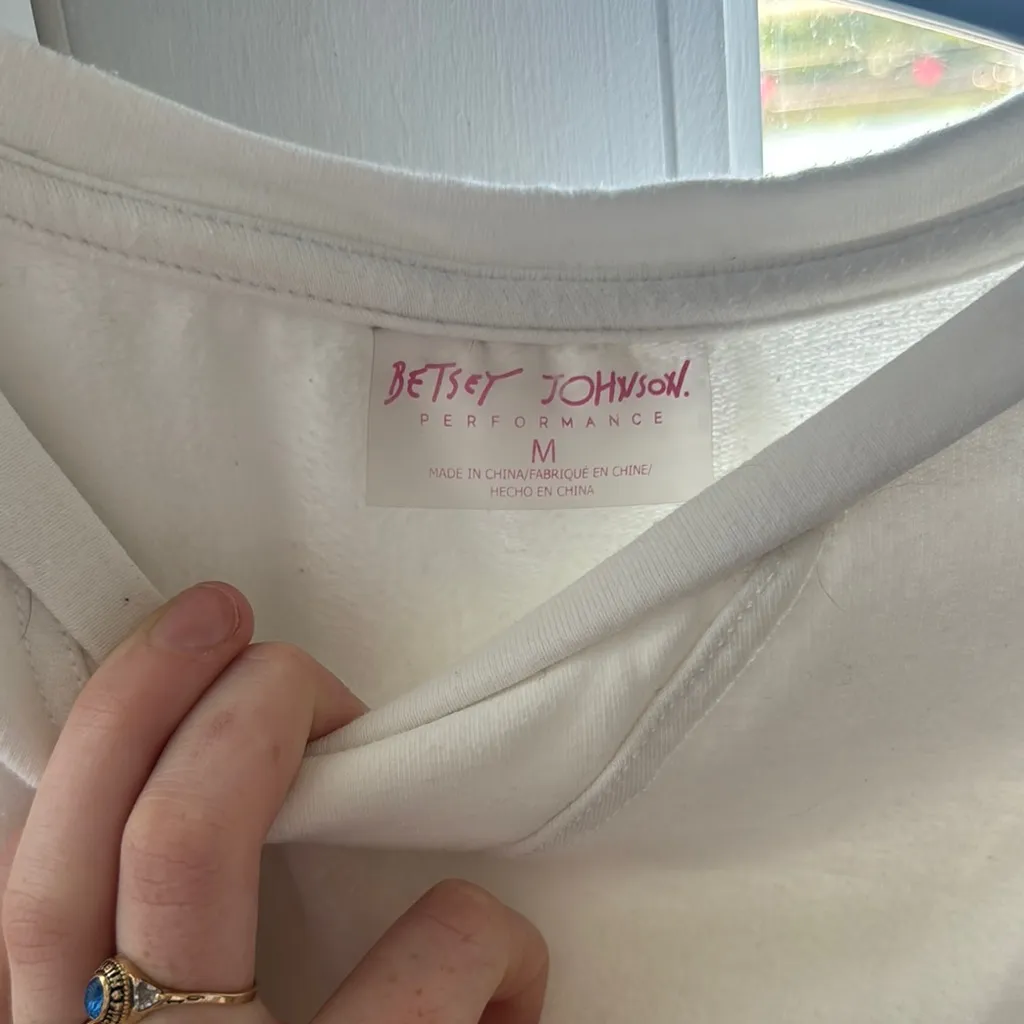 BETSEY JOHNSON.
PERFORMANCE
M
MADE IN CHINA/FABRIQUÉ EN CHINE/
HECHO EN CHINA